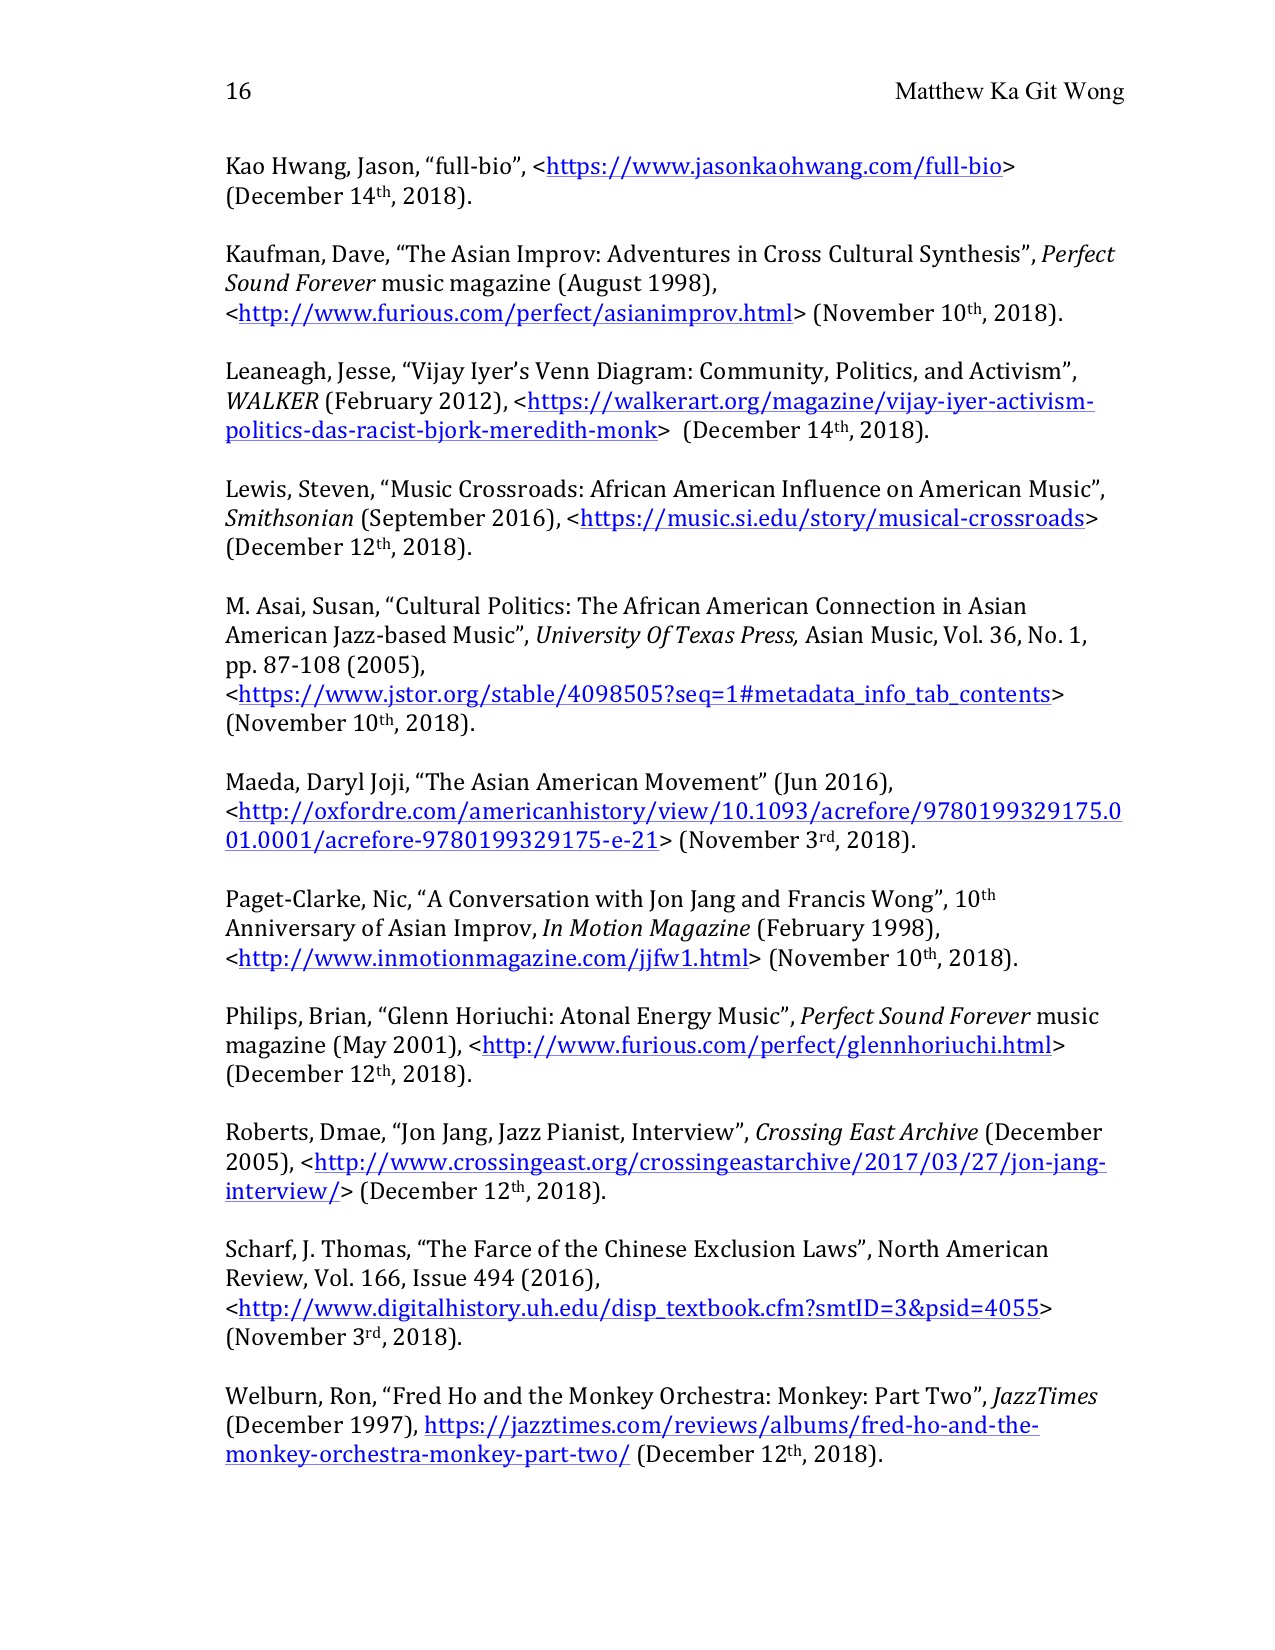 16 Matthew Ka Git Wong
Kao Hwang, Jason, “full-bio”, <https://www.jasonkaohwang.com/full-bio>
(December 14th, 2018).
Kaufman, Dave, “The Asian Improv: Adventures in Cross Cultural Synthesis”, Perfect
Sound Forever music magazine (August 1998),
<http://www.furious.com/perfect/asianimprov.html> (November 10th, 2018).
Leaneagh, Jesse, “Vijay Iyer’s Venn Diagram: Community, Politics, and Activism”,
WALKER (February 2012), <https://walkerart.org/magazine/vijay-iyer-activism-
politics-das-racist-bjork-meredith-monk> (December 14th, 2018).
Lewis, Steven, “Music Crossroads: African American Influence on American Music”,
Smithsonian (September 2016), <https://music.si.edu/story/musical-crossroads>
(December 12th, 2018).
M. Asai, Susan, “Cultural Politics: The African American Connection in Asian
American Jazz-based Music”, University Of Texas Press, Asian Music, Vol. 36, No. 1,
pp. 87-108 (2005),
<https://www.jstor.org/stable/4098505?seq=1#metadata_info_tab_contents>
(November 10th, 2018).
Maeda, Daryl Joji, “The Asian American Movement” (Jun 2016),
<http://oxfordre.com/americanhistory/view/10.1093/acrefore/9780199329175.0
01.0001/acrefore-9780199329175-e-21> (November 3rd, 2018).
Paget-Clarke, Nic, “A Conversation with Jon Jang and Francis Wong”, 10th
Anniversary of Asian Improv, In Motion Magazine (February 1998),
<http://www.inmotionmagazine.com/jjfw1.html> (November 10th, 2018).
Philips, Brian, “Glenn Horiuchi: Atonal Energy Music”, Perfect Sound Forever music
magazine (May 2001), <http://www.furious.com/perfect/glennhoriuchi.html>
(December 12th, 2018).
Roberts, Dmae, “Jon Jang, Jazz Pianist, Interview”, Crossing East Archive (December
2005), <http://www.crossingeast.org/crossingeastarchive/2017/03/27/jon-jang-
interview/> (December 12th, 2018).
Scharf, J. Thomas, “The Farce of the Chinese Exclusion Laws”, North American
Review, Vol. 166, Issue 494 (2016),
<http://www.digitalhistory.uh.edu/disp_textbook.cfm?smtID=3&psid=4055>
(November 3rd, 2018).
Welburn, Ron, “Fred Ho and the Monkey Orchestra: Monkey: Part Two”, JazzTimes
(December 1997), https://jazztimes.com/reviews/albums/fred-ho-and-the-
monkey-orchestra-monkey-part-two/ (December 12th, 2018).